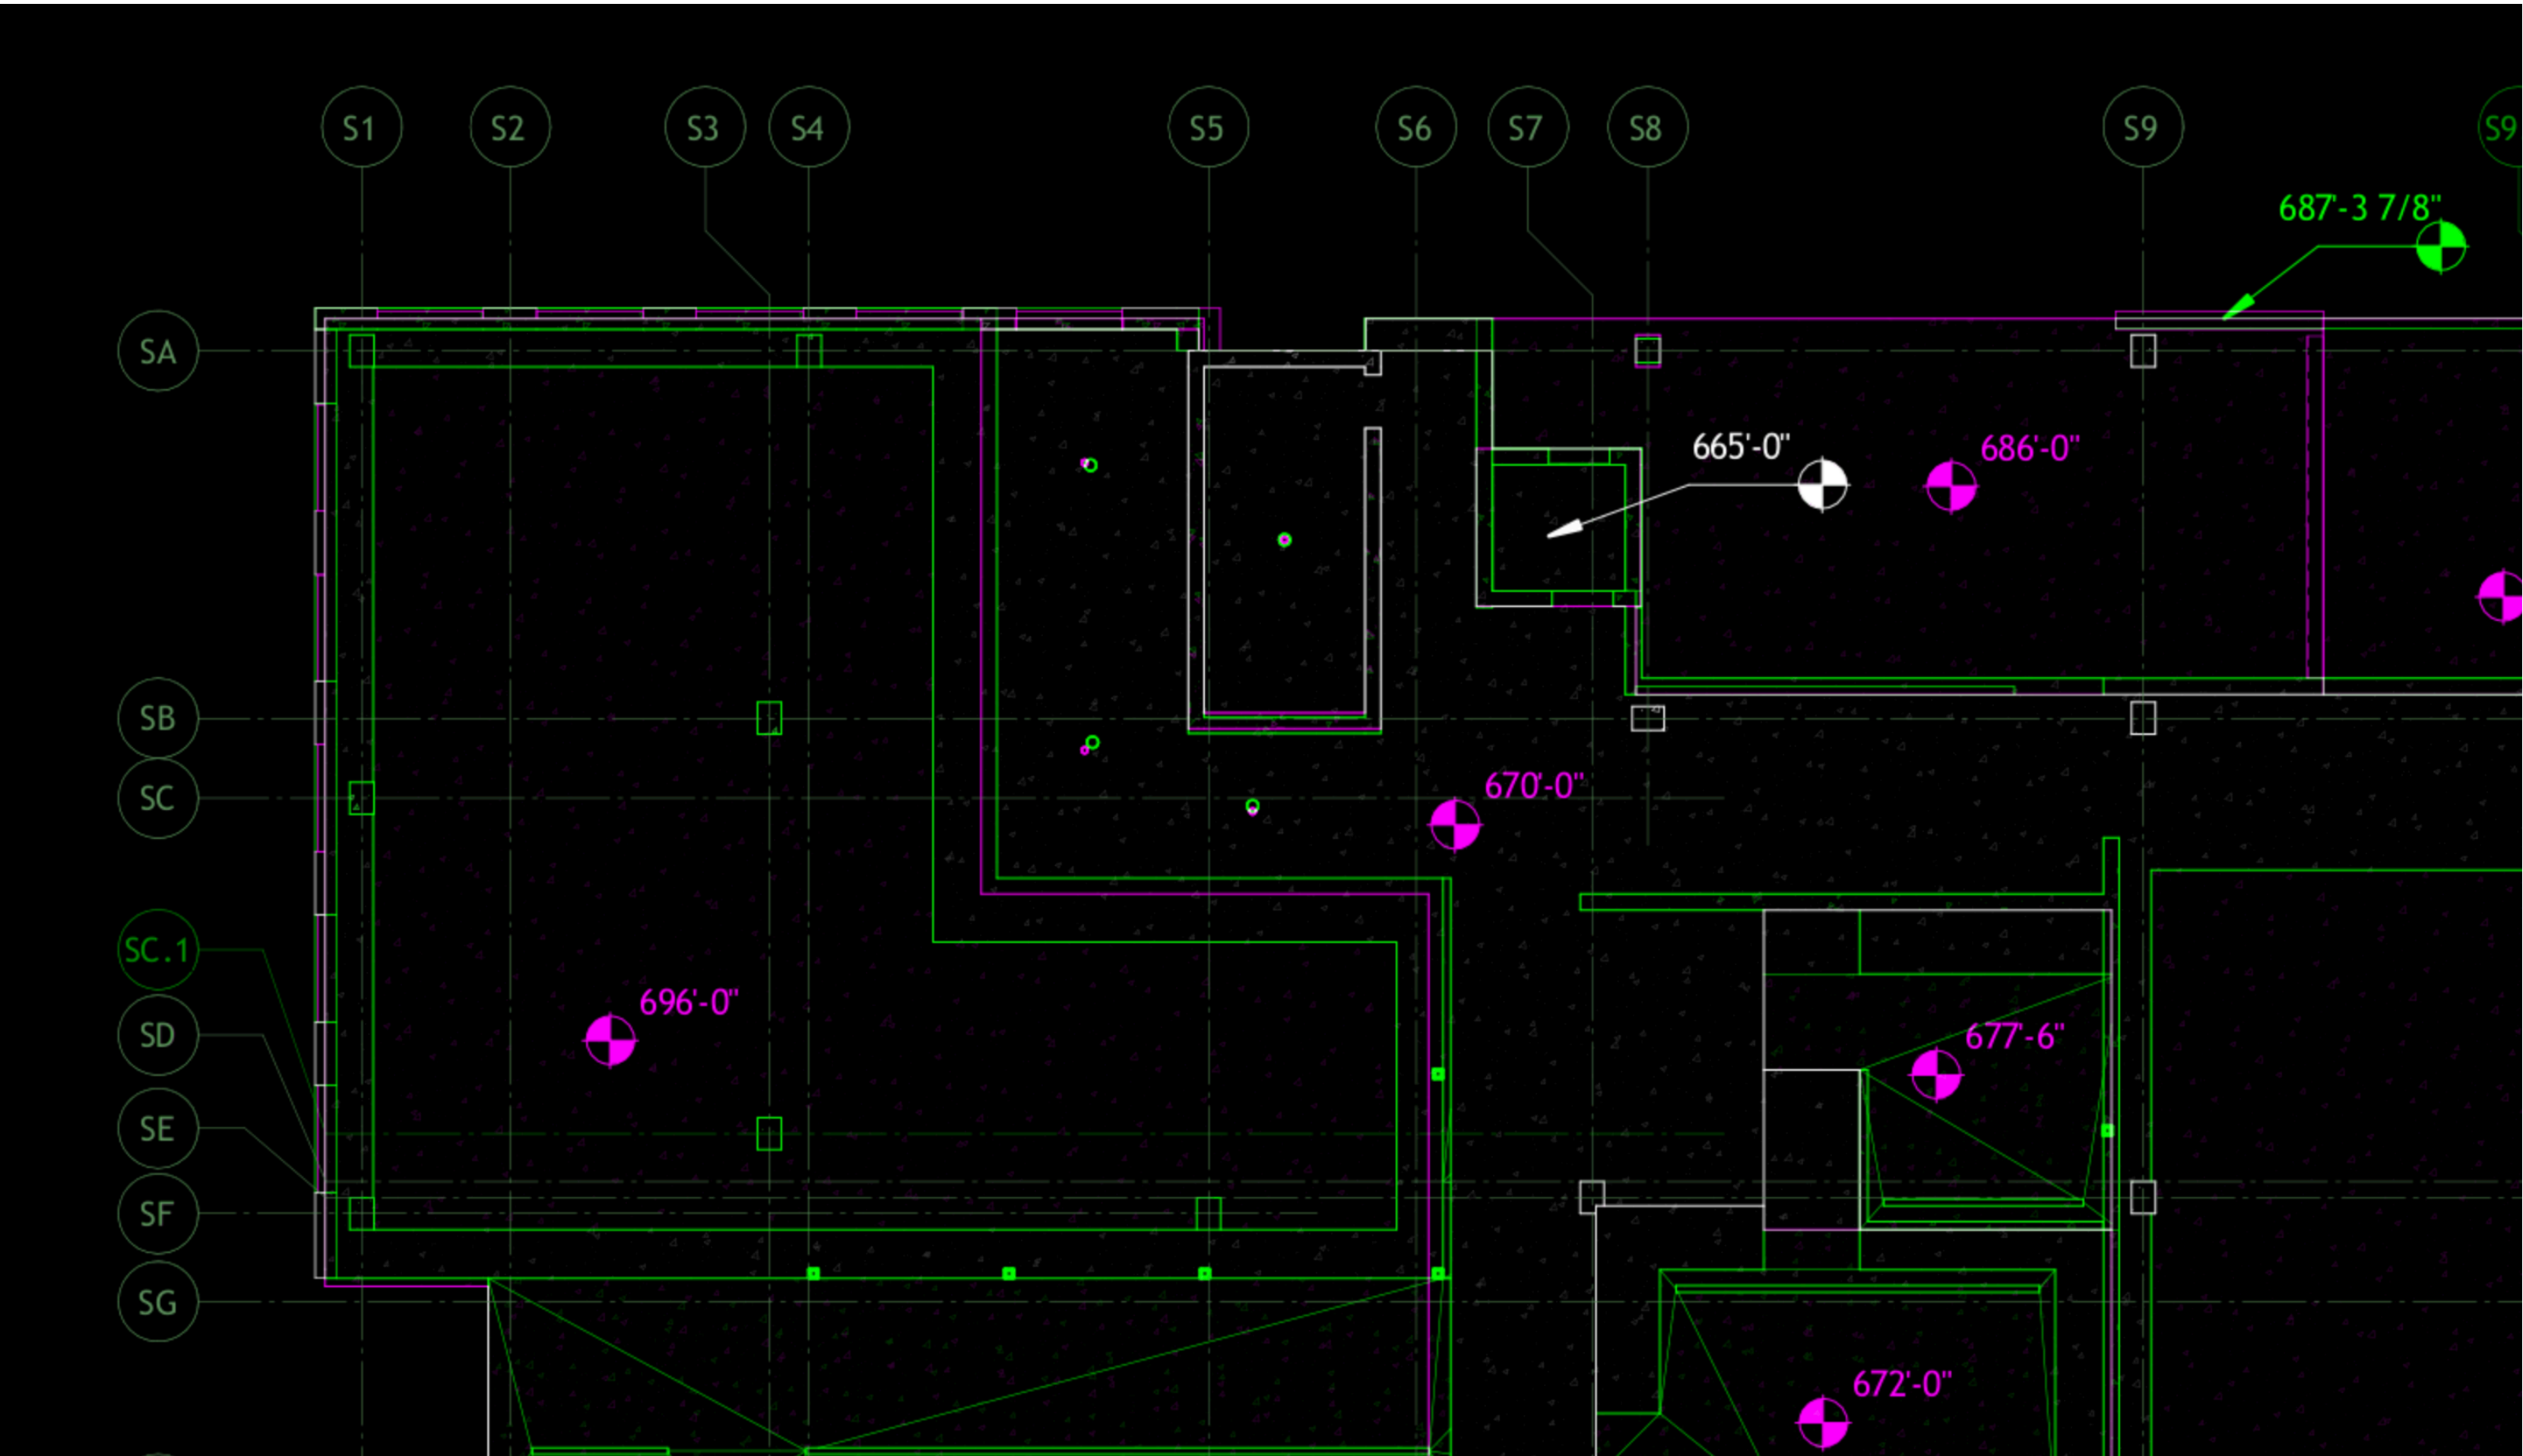 S1
S2
S3
S4
S5
S6
S7
S8
S9
S9
687'-3 7/8"
SA
665'-0"
686'-0"
SB
670'-0"
SC
SC.1
696'-0"
SD
677'-6"
SE
SF
SG
672'-0"